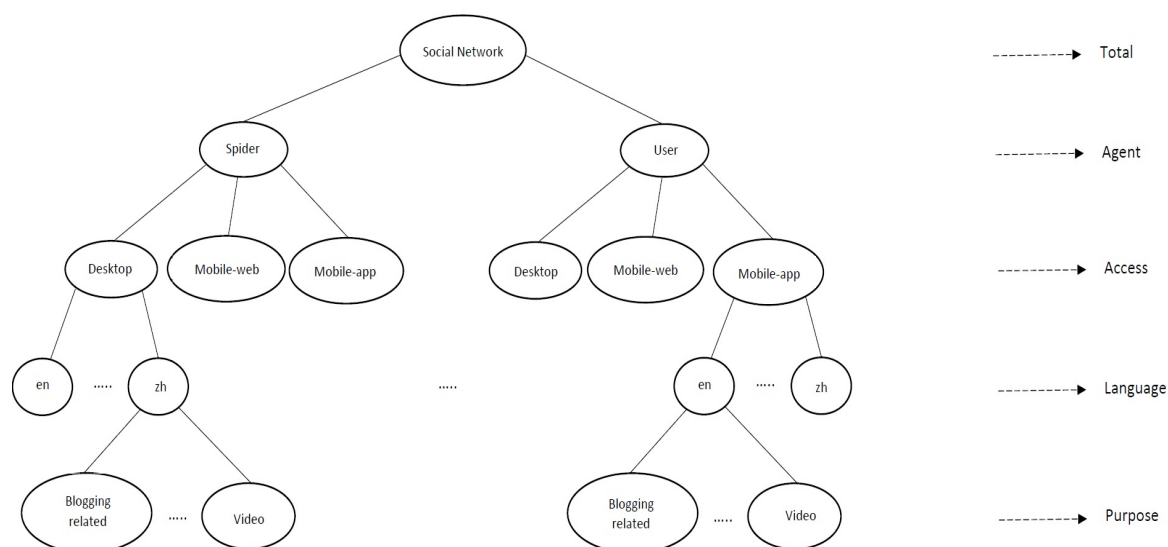 Social Network
Total
Spider
User
Agent
Desktop
Mobile-web
Mobile-app
Desktop
Mobile-web
Mobile-app
Access
en
.....
zh
.....
en
.....
zh
Language
Blogging
related
.....
Video
Blogging
related
.....
Video
Purpose